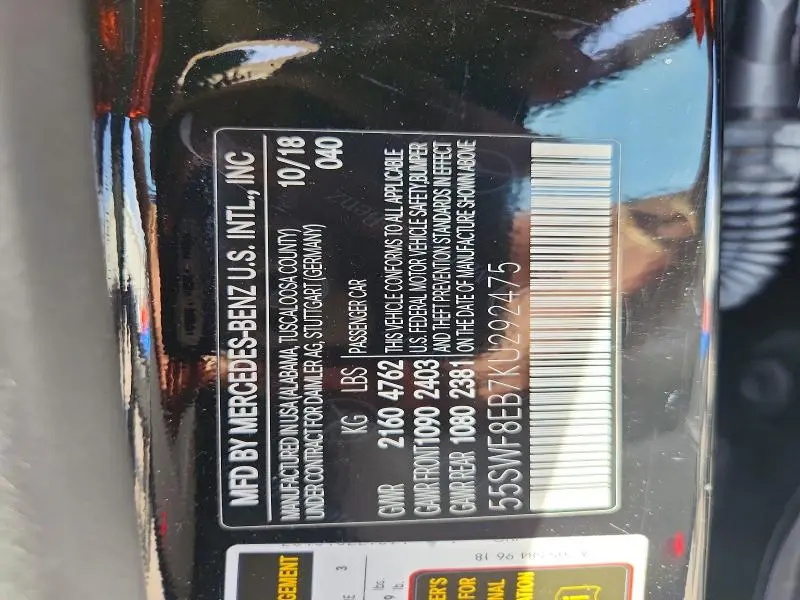 MFD BY MERCEDES-BENZ U.S. INTL., INC
MANUFACTURED IN USA (ALABAMA, TUSCALOOSA COUNTY) 10/18
UNDER CONTRACT FOR DAIMLER AG, STUTTGART (GERMANY) 040
KG LBS PASSENGER CAR
GVWR 2160 4762 THIS VEHICLE CONFORMS TO ALL APPLICABLE
GAWR FRONT 1090 2403 U.S. FEDERAL MOTOR VEHICLE SAFETY, BUMPER
GAWR REAR 1080 2381 AND THEFT PREVENTION STANDARDS IN EFFECT
ON THE DATE OF MANUFACTURE SHOWN ABOVE
55SWF8EB7KU292475